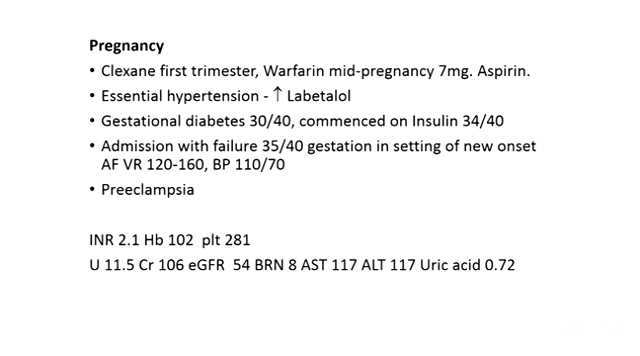 Pregnancy
• Clexane first trimester, Warfarin mid-pregnancy 7mg. Aspirin.
• Essential hypertension - ↑ Labetalol
• Gestational diabetes 30/40, commenced on Insulin 34/40
• Admission with failure 35/40 gestation in setting of new onset
AF VR 120-160, BP 110/70
• Preeclampsia
INR 2.1 Hb 102 plt 281
U 11.5 Cr 106 eGFR 54 BRN 8 AST 117 ALT 117 Uric acid 0.72